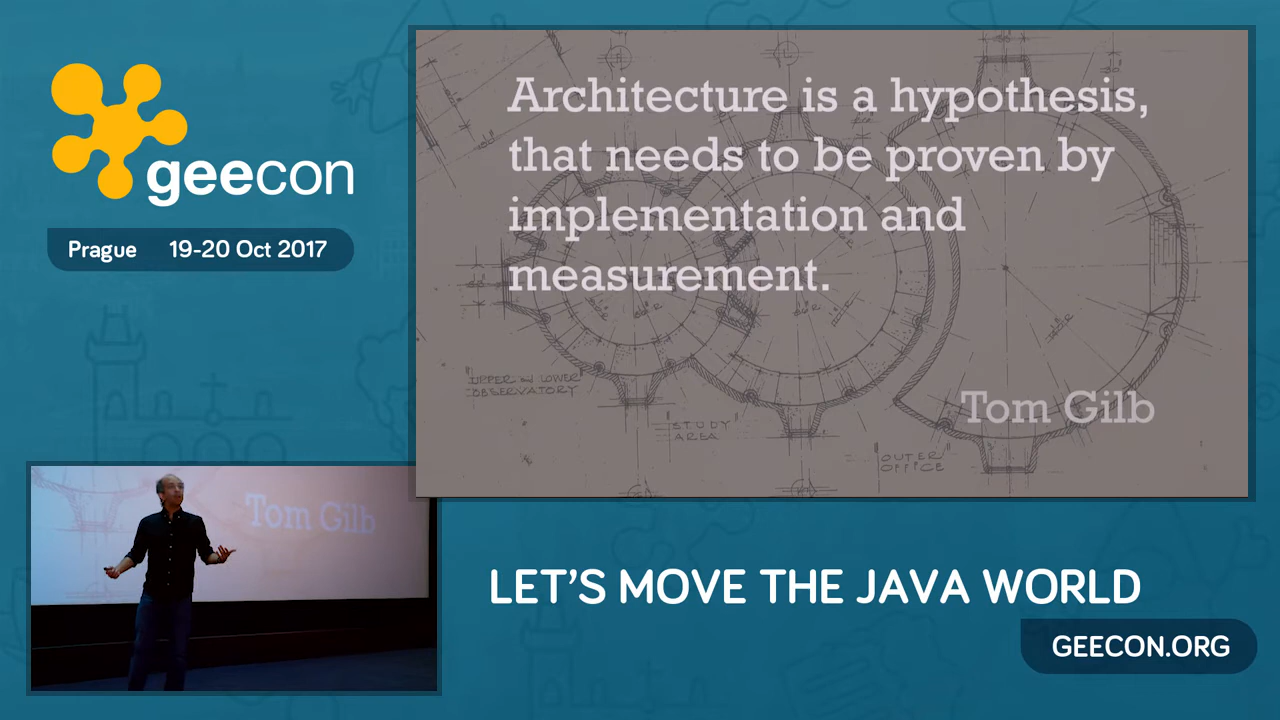 geecon
Prague 19-20 Oct 2017
Architecture is a hypothesis,
that needs to be proven by
implementation and
measurement.
Tom Gilb
"UPPER and LOWER
OBSERVATORY"
"STUDY
AREA"
"OUTER
OFFICE"
Tom Gilb
LET'S MOVE THE JAVA WORLD
GEECON.ORG